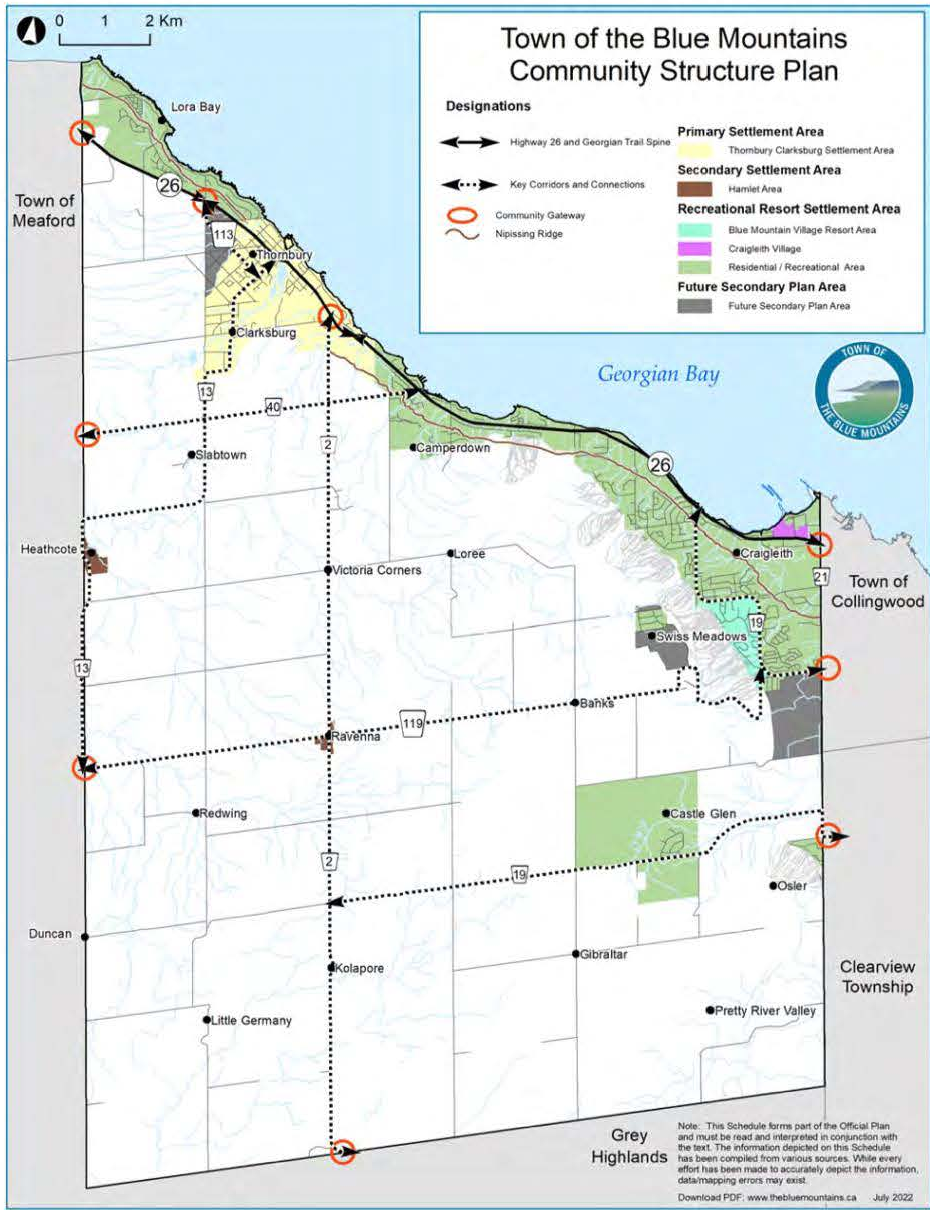 0 1 2 Km
Town of the Blue Mountains
Community Structure Plan
Designations
Highway 26 and Georgian Trail Spine
Key Corridors and Connections
Community Gateway
Nipissing Ridge
Primary Settlement Area
Thornbury Clarksburg Settlement Area
Secondary Settlement Area
Hamlet Area
Recreational Resort Settlement Area
Blue Mountain Village Resort Area
Craigleith Village
Residential / Recreational Area
Future Secondary Plan Area
Future Secondary Plan Area
Lora Bay
26
Town of
Meaford
113
Thornbury
Clarksburg
Georgian Bay
TOWN OF
THE BLUE MOUNTAINS
13
40
2
Slabtown
Camperdown
26
Heathcote
Loree
Craigleith
Victoria Corners
21
Town of
Collingwood
19
Swiss Meadows
13
Banks
119
Ravenna
Redwing
Castle Glen
2
19
Osler
Duncan
Gibraltar
Kolapore
Clearview
Township
Little Germany
Pretty River Valley
Grey
Highlands
Note: This Schedule forms part of the Official Plan
and must be read and interpreted in conjunction with
the text. The information depicted on this Schedule
has been compiled from various sources. While every
effort has been made to accurately depict the information,
data/mapping errors may exist.
Download PDF: www.thebluemountains.ca July 2022